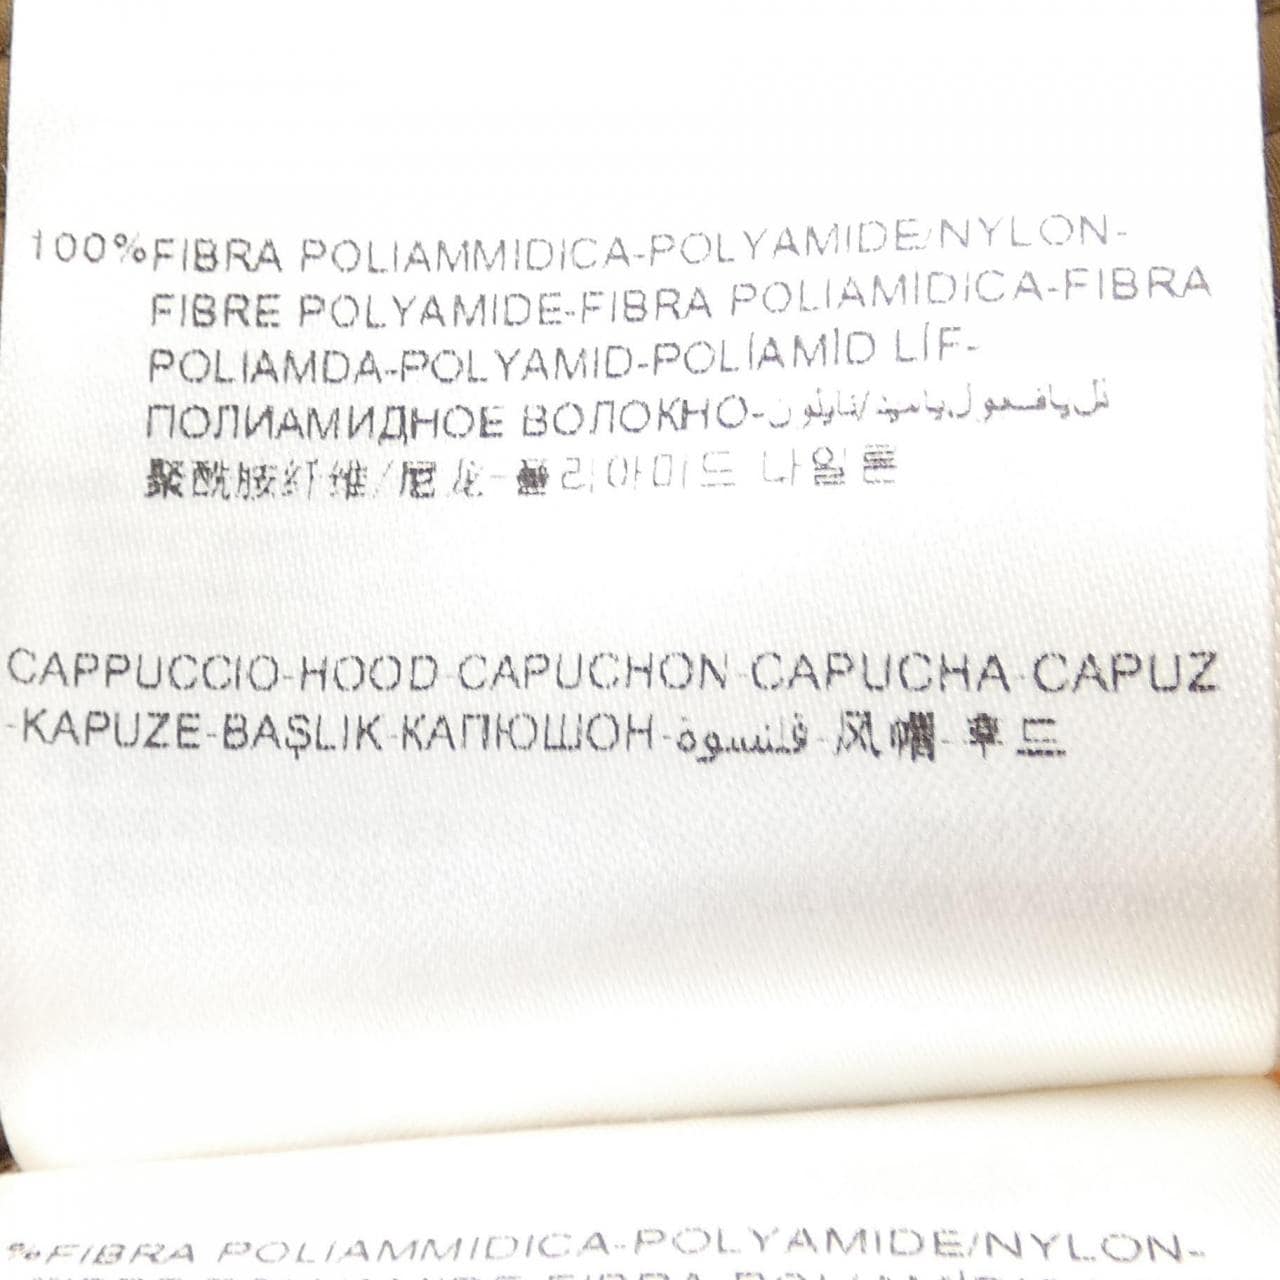 100%FIBRA POLIAMMIDICA-POLYAMIDE/NYLON-
FIBRE POLYAMIDE-FIBRA POLIAMIDICA-FIBRA
POLIAMDA-POLYAMID-POLİAMİD LİF-
ПОЛИАМИДНОЕ ВОЛОКНО-
聚酰胺纤维/尼龙-폴리아미드 나일론
CAPPUCCIO-HOOD-CAPUCHON-CAPUCHA-CAPUZ
-KAPUZE-BAŞLIK-КАПЮШОН-قلنسوة-风帽-후드
%FIBRA POLIAMMIDICA-POLYAMIDE/NYLON-